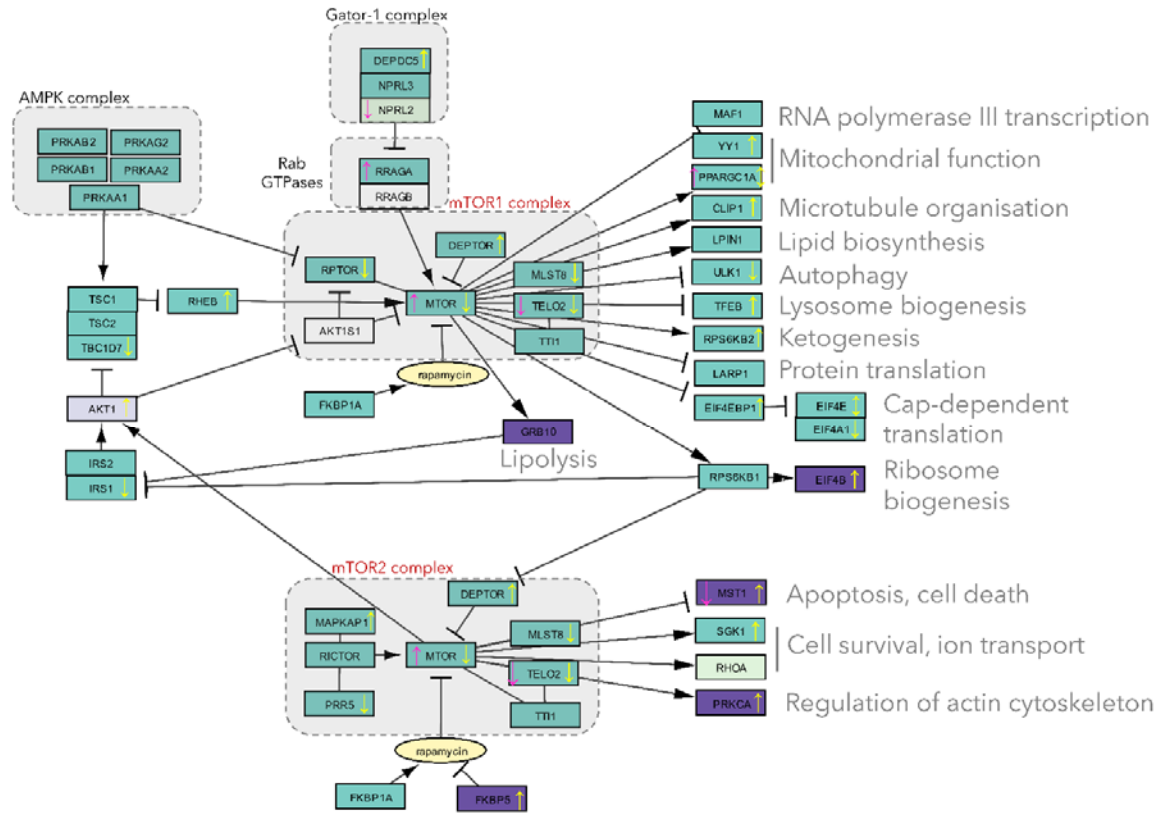 Gator-1 complex
DEPDC5
NPRL3
NPRL2
AMPK complex
PRKAB2 PRKAG2
PRKAB1 PRKAA2
PRKAA1
Rab
GTPases
RRAGA
RRAGB
mTOR1 complex
DEPTOR
RPTOR
MLST8
MTOR
TELO2
AKT1S1
TTI1
rapamycin
FKBP1A
TSC1
TSC2
TBC1D7
RHEB
AKT1
IRS2
IRS1
GRB10
Lipolysis
MAF1
RNA polymerase III transcription
YY1
Mitochondrial function
PPARGC1A
CLIP1
Microtubule organisation
LPIN1
Lipid biosynthesis
ULK1
Autophagy
TFEB
Lysosome biogenesis
RPS6KB2
Ketogenesis
LARP1
Protein translation
EIF4EBP1
EIF4E
EIF4A1
Cap-dependent
translation
RPS6KB1
EIF4B
Ribosome
biogenesis
mTOR2 complex
DEPTOR
MAPKAP1
RICTOR
PRR5
MTOR
MLST8
TELO2
TTI1
rapamycin
FKBP1A
FKBP5
MST1
Apoptosis, cell death
SGK1
Cell survival, ion transport
RHOA
PRKCA
Regulation of actin cytoskeleton